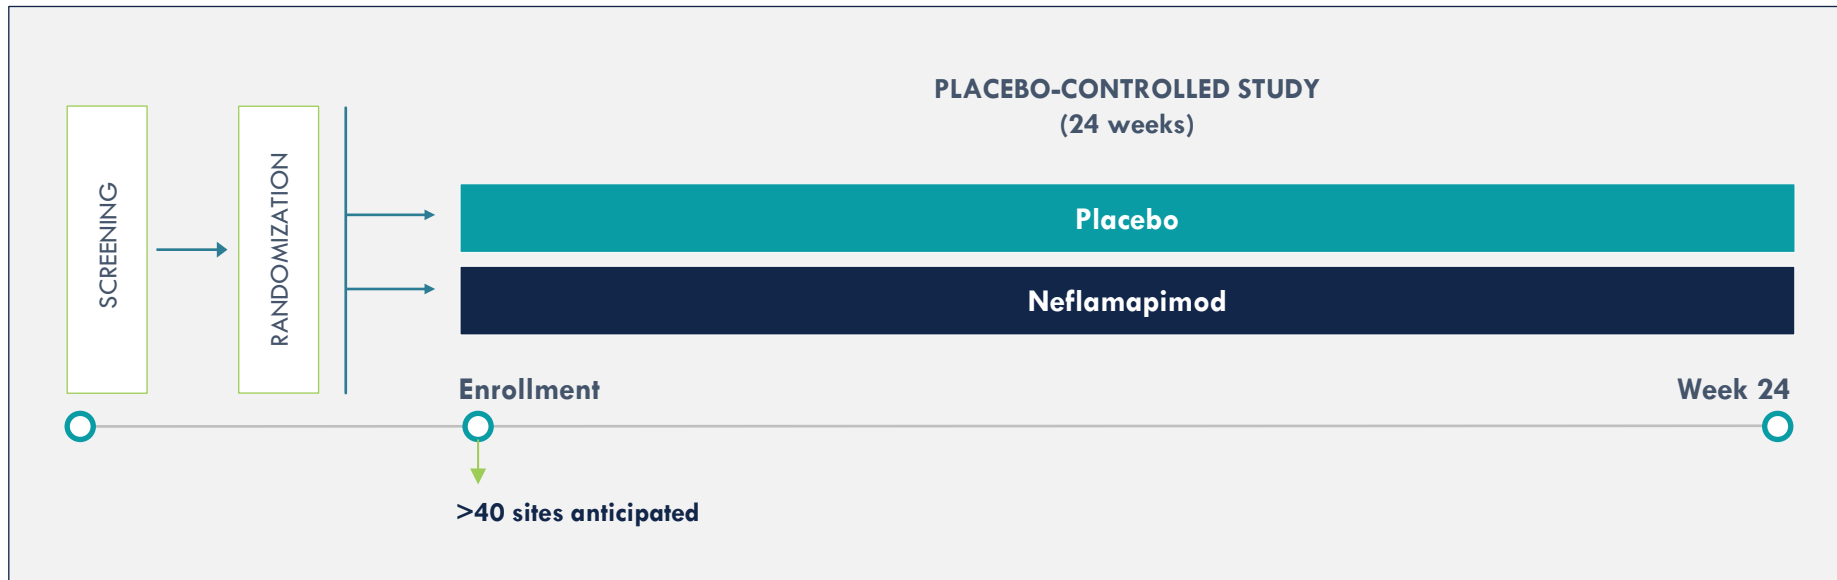 PLACEBO-CONTROLLED STUDY
(24 weeks)
SCREENING
RANDOMIZATION
Placebo
Neflamapimod
Enrollment
Week 24
>40 sites anticipated